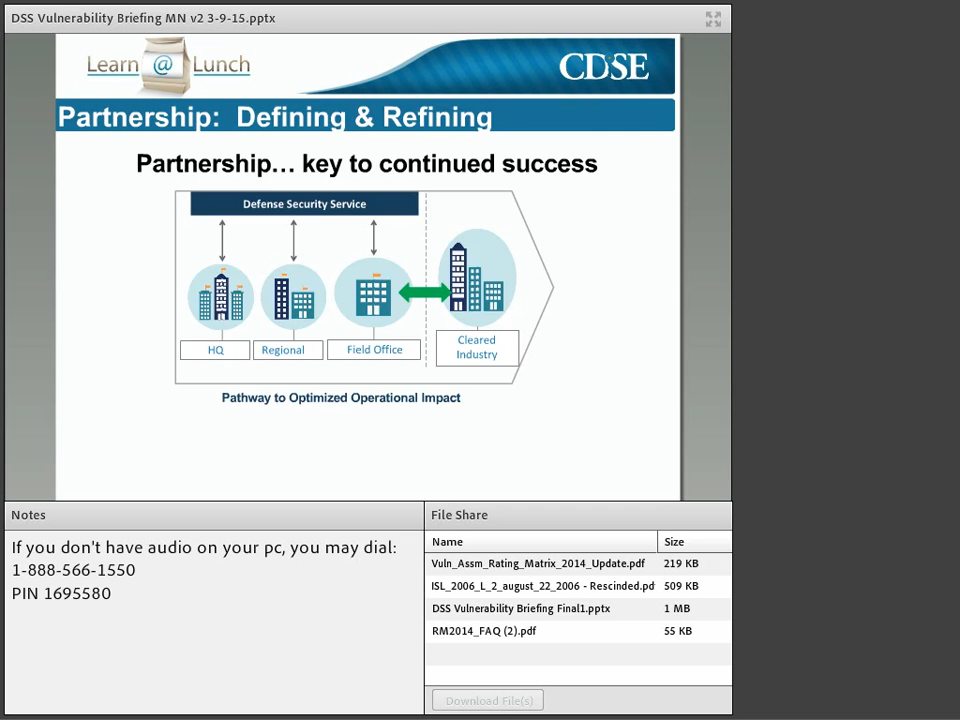 DSS Vulnerability Briefing MN v2 3-9-15.pptx
Learn @ Lunch
CDSE
Partnership: Defining & Refining
Partnership... key to continued success
Defense Security Service
HQ
Regional
Field Office
Cleared
Industry
Pathway to Optimized Operational Impact
Notes
If you don't have audio on your pc, you may dial:
1-888-566-1550
PIN 1695580
File Share
Name Size
Vuln_Assm_Rating_Matrix_2014_Update.pdf 219 KB
ISL_2006_L_2_august_22_2006 - Rescinded.pd 509 KB
DSS Vulnerability Briefing Final1.pptx 1 MB
RM2014_FAQ (2).pdf 55 KB
Download File(s)